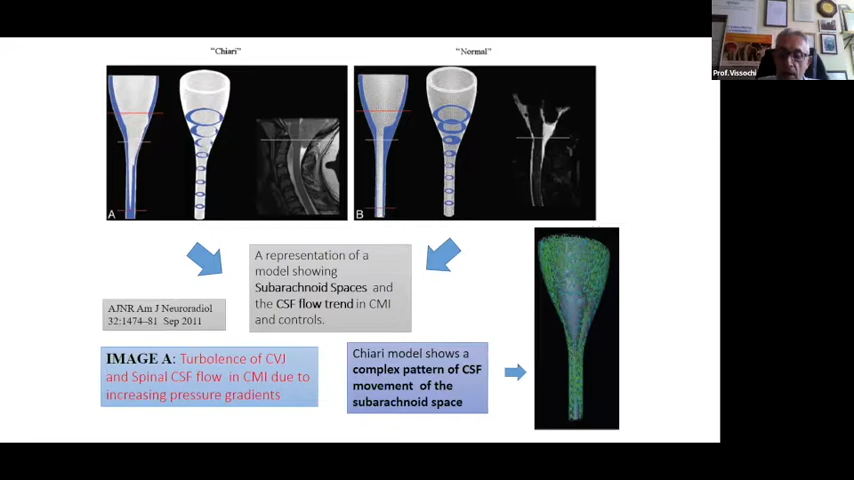 "Chiari"
"Normal"
Prof.Vissochi
A
B
A representation of a
model showing
Subarachnoid Spaces and
the CSF flow trend in CMI
and controls.
AJNR Am J Neuroradiol
32:1474–81 Sep 2011
IMAGE A: Turbolence of CVJ
and Spinal CSF flow in CMI due to
increasing pressure gradients
Chiari model shows a
complex pattern of CSF
movement of the
subarachnoid space